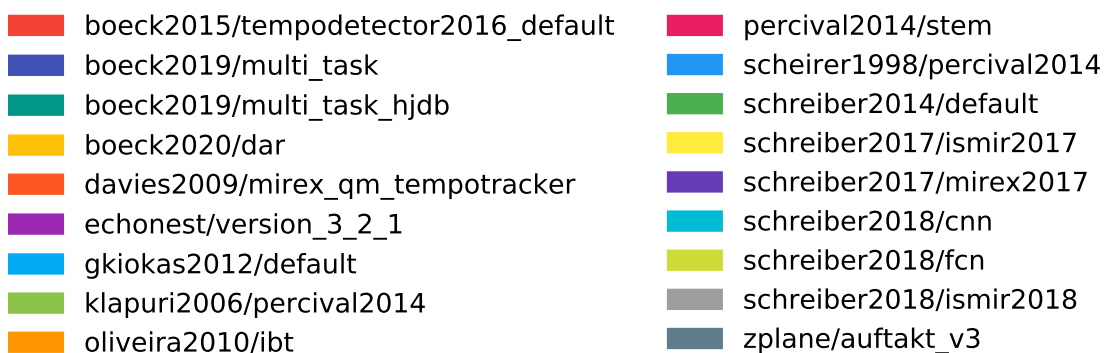 boeck2015/tempodetector2016_default
boeck2019/multi_task
boeck2019/multi_task_hjdb
boeck2020/dar
davies2009/mirex_qm_tempotracker
echonest/version_3_2_1
gkiokas2012/default
klapuri2006/percival2014
oliveira2010/ibt
percival2014/stem
scheirer1998/percival2014
schreiber2014/default
schreiber2017/ismir2017
schreiber2017/mirex2017
schreiber2018/cnn
schreiber2018/fcn
schreiber2018/ismir2018
zplane/auftakt_v3